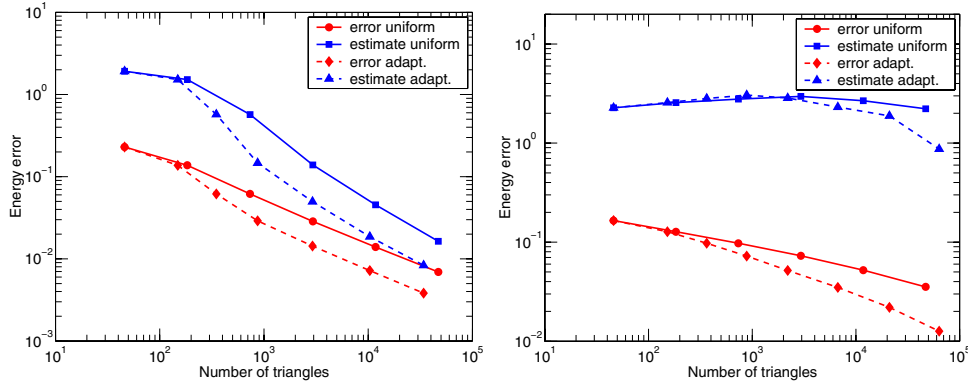 10^1
10^0
10^-1
10^-2
10^-3
Energy error
error uniform
estimate uniform
error adapt.
estimate adapt.
10^1 10^2 10^3 10^4 10^5
Number of triangles
10^1
10^0
10^-1
10^-2
Energy error
error uniform
estimate uniform
error adapt.
estimate adapt.
10^1 10^2 10^3 10^4 10^5
Number of triangles